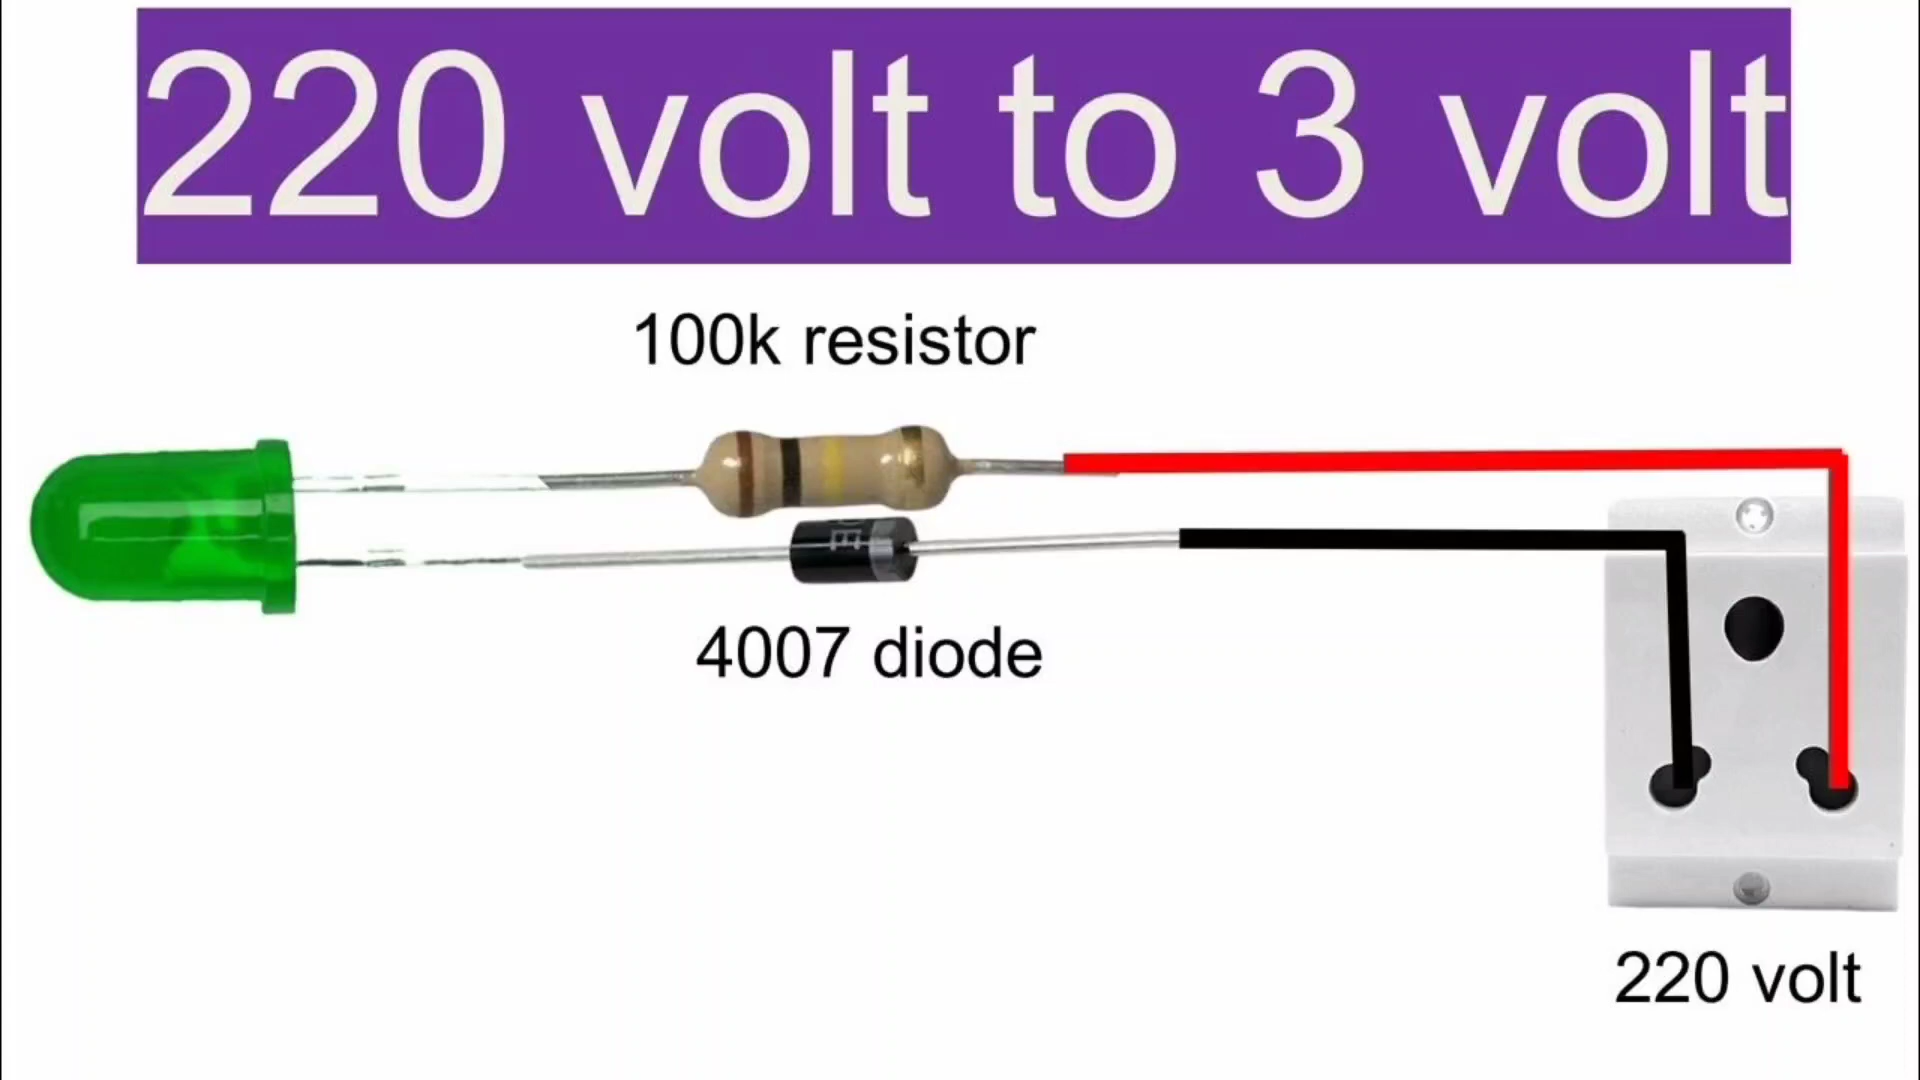 220 volt to 3 volt
100k resistor
4007 diode
220 volt